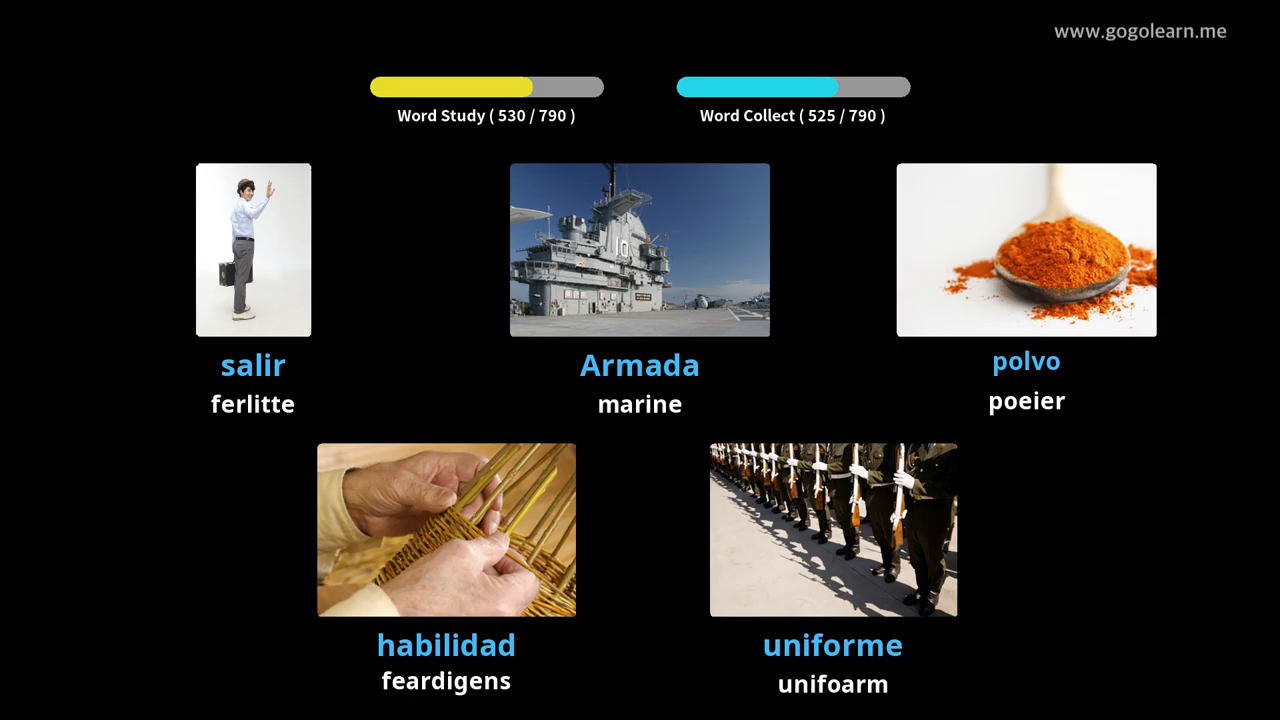 www.gogolearn.me
Word Study ( 530 / 790 )
Word Collect ( 525 / 790 )
16
salir
ferlitte
Armada
marine
polvo
poeier
habilidad
feardigens
uniforme
unifoarm